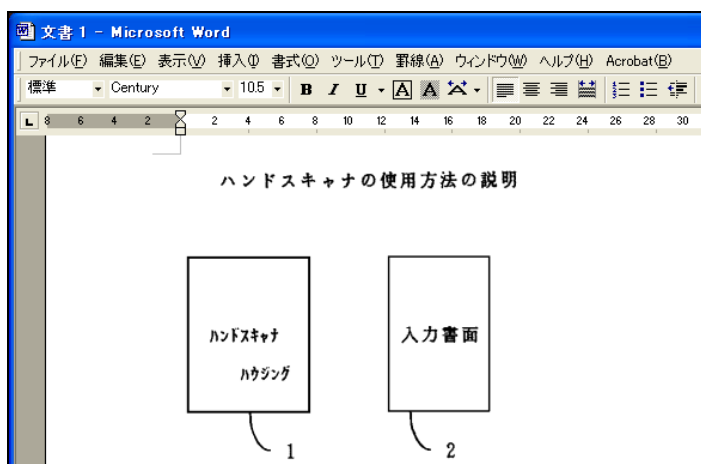 文書 1 - Microsoft Word
ファイル(F) 編集(E) 表示(V) 挿入(I) 書式(O) ツール(T) 罫線(A) ウィンドウ(W) ヘルプ(H) Acrobat(B)
標準 Century 10.5 B I U A A
L 8 6 4 2 2 4 6 8 10 12 14 16 18 20 22 24 26 28 30
ハンドスキャナの使用方法の説明
ハンドスキャナ
ハウジング
入力書面
1
2